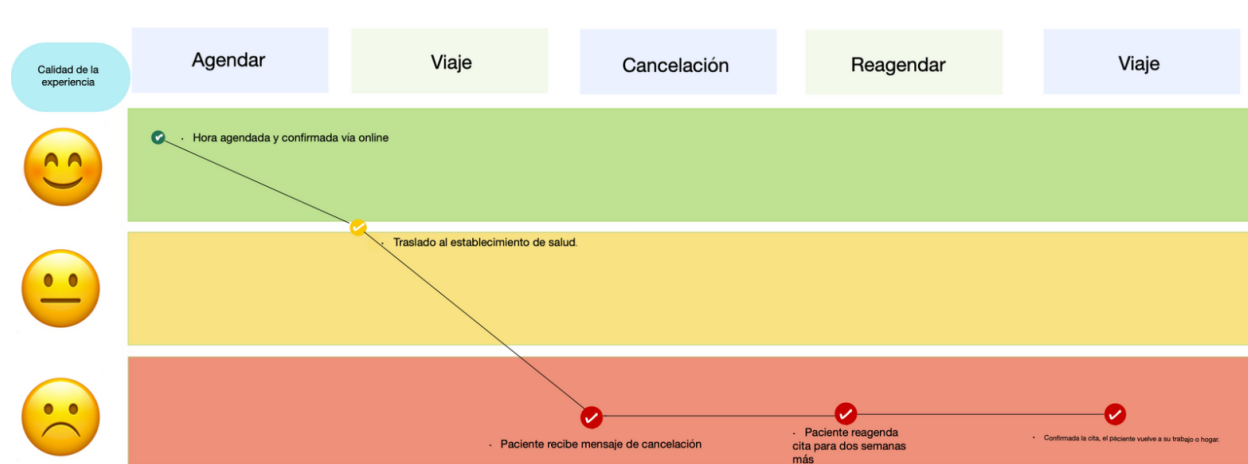 Calidad de la
experiencia
Agendar
Viaje
Cancelación
Reagendar
Viaje
· Hora agendada y confirmada via online
· Traslado al establecimiento de salud.
· Paciente recibe mensaje de cancelación
· Paciente reagenda
cita para dos semanas
más
· Confirmada la cita, el paciente vuelve a su trabajo o hogar.